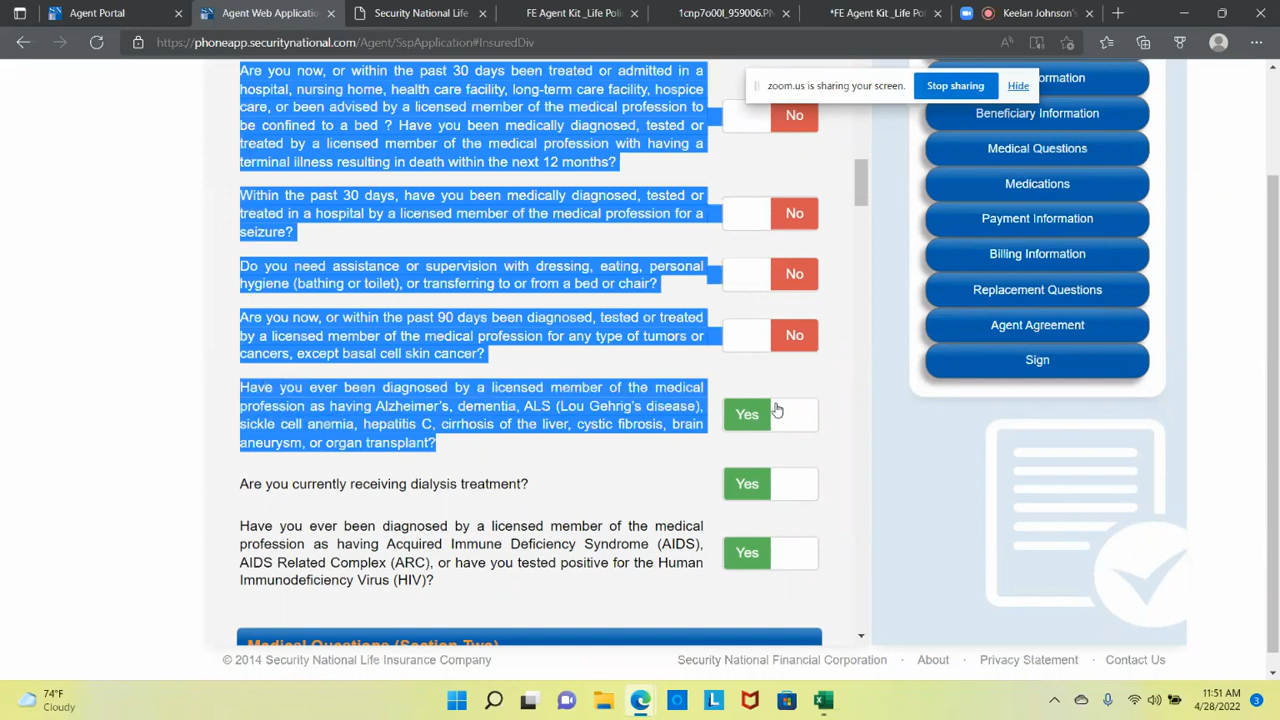 Agent Portal
Agent Web Applicatio
Security National Life
FE Agent Kit _Life Poli
1cnp7o00l_959006.PN
*FE Agent Kit _Life Po
Keelan Johnson's
https://phoneapp.securitynational.com/Agent/SspApplication#InsuredDiv
zoom.us is sharing your screen.
Stop sharing
Hide
Are you now, or within the past 30 days been treated or admitted in a
hospital, nursing home, health care facility, long-term care facility, hospice
care, or been advised by a licensed member of the medical profession to
be confined to a bed ? Have you been medically diagnosed, tested or
treated by a licensed member of the medical profession with having a
terminal illness resulting in death within the next 12 months?
No
Within the past 30 days, have you been medically diagnosed, tested or
treated in a hospital by a licensed member of the medical profession for a
seizure?
No
Do you need assistance or supervision with dressing, eating, personal
hygiene (bathing or toilet), or transferring to or from a bed or chair?
No
Are you now, or within the past 90 days been diagnosed, tested or treated
by a licensed member of the medical profession for any type of tumors or
cancers, except basal cell skin cancer?
No
Have you ever been diagnosed by a licensed member of the medical
profession as having Alzheimer's, dementia, ALS (Lou Gehrig's disease),
sickle cell anemia, hepatitis C, cirrhosis of the liver, cystic fibrosis, brain
aneurysm, or organ transplant?
Yes
Are you currently receiving dialysis treatment?
Yes
Have you ever been diagnosed by a licensed member of the medical
profession as having Acquired Immune Deficiency Syndrome (AIDS),
AIDS Related Complex (ARC), or have you tested positive for the Human
Immunodeficiency Virus (HIV)?
Yes
Medical Questions (Section Two)
ormation
Beneficiary Information
Medical Questions
Medications
Payment Information
Billing Information
Replacement Questions
Agent Agreement
Sign
© 2014 Security National Life Insurance Company
Security National Financial Corporation · About · Privacy Statement · Contact Us
74°F
Cloudy
11:51 AM
4/28/2022
3